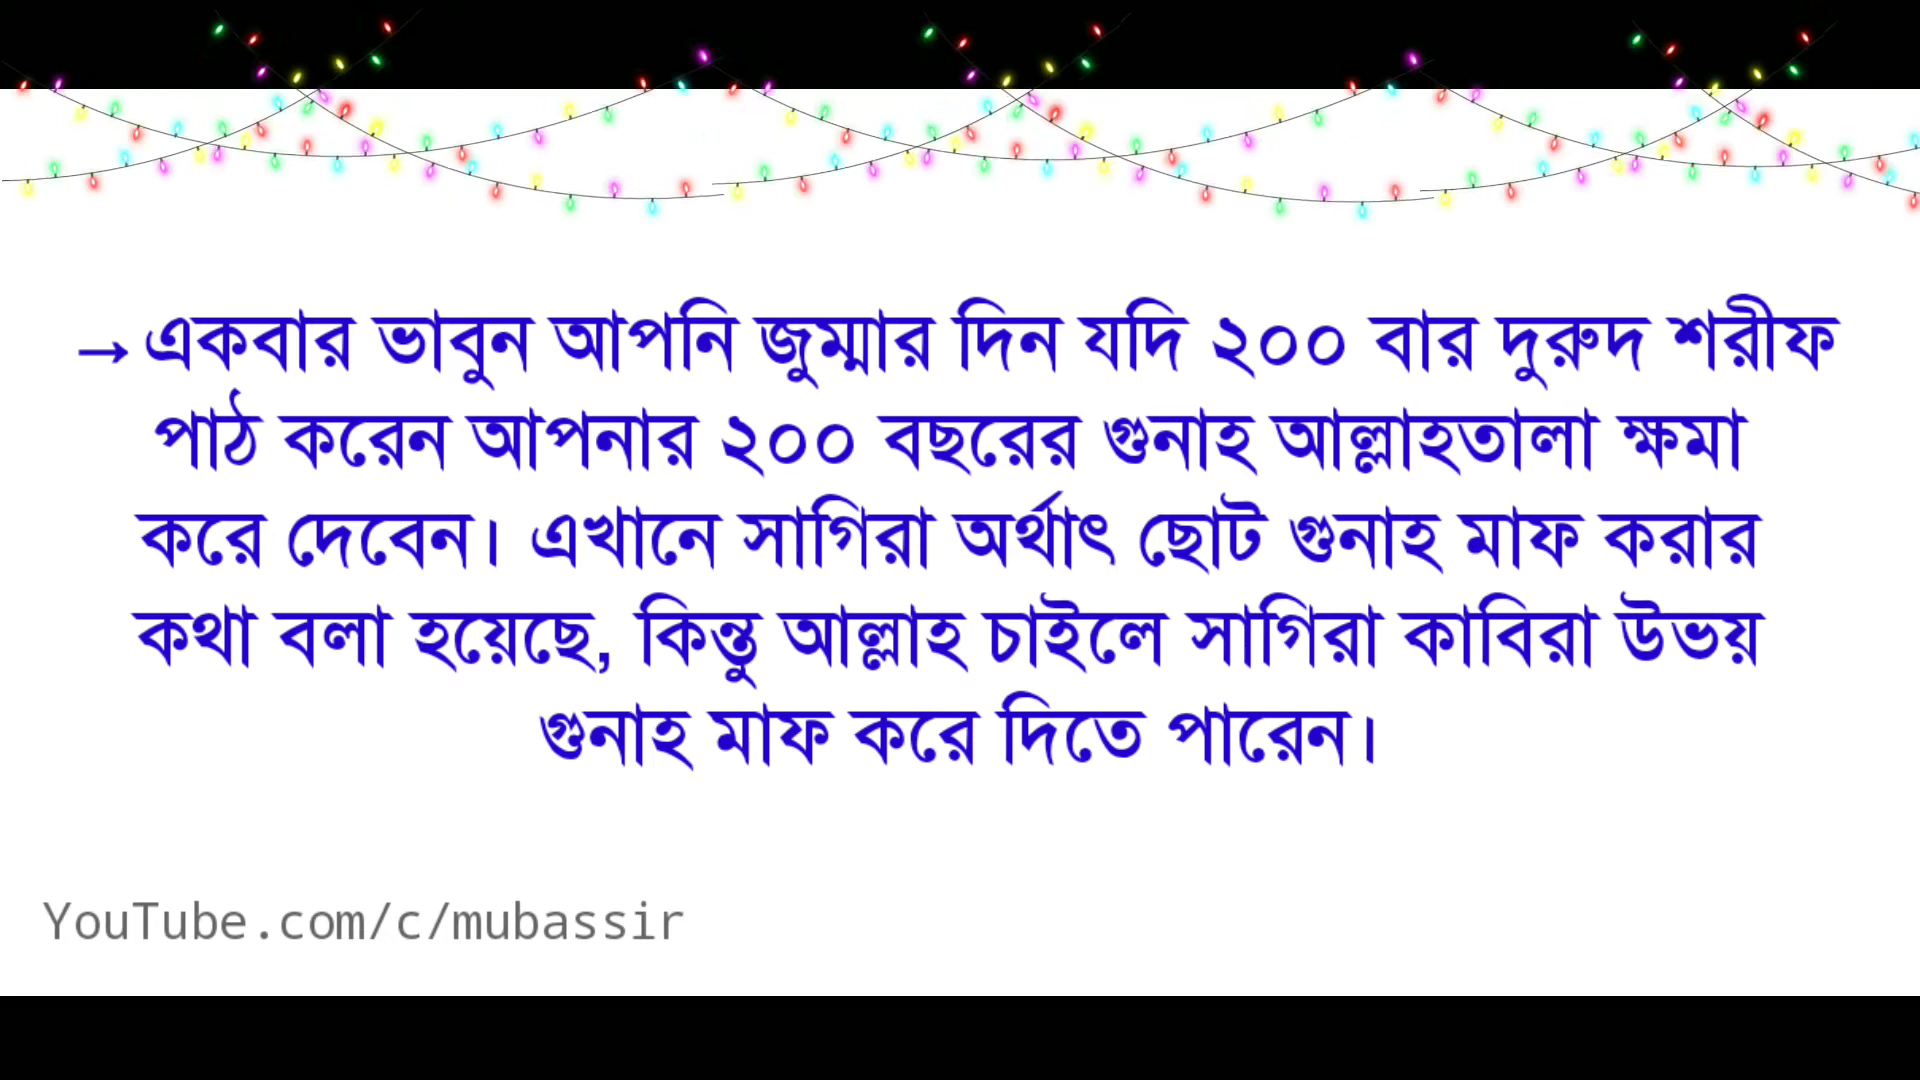 →একবার ভাবুন আপনি জুম্মার দিন যদি ২০০ বার দুরুদ শরীফ
পাঠ করেন আপনার ২০০ বছরের গুনাহ আল্লাহতালা ক্ষমা
করে দেবেন। এখানে সাগিরা অর্থাৎ ছোট গুনাহ মাফ করার
কথা বলা হয়েছে, কিন্তু আল্লাহ চাইলে সাগিরা কাবিরা উভয়
গুনাহ মাফ করে দিতে পারেন।
YouTube.com/c/mubassir